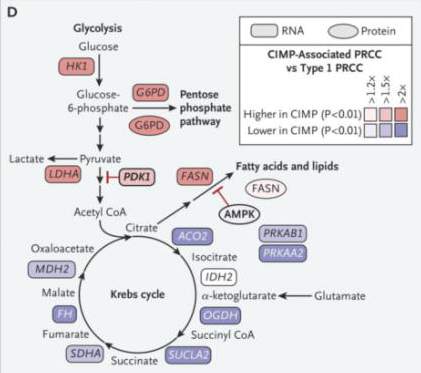 D
Glycolysis
Glucose
HK1
Glucose-
6-phosphate
G6PD
G6PD
Pentose
phosphate
pathway
Lactate
Pyruvate
LDHA
PDK1
FASN
Fatty acids and lipids
FASN
AMPK
Acetyl CoA
Citrate
ACO2
PRKAB1
PRKAA2
Oxaloacetate
Isocitrate
MDH2
IDH2
Krebs cycle
Malate
α-ketoglutarate
Glutamate
FH
OGDH
Fumarate
Succinyl CoA
SDHA
Succinate
SUCLA2
RNA
Protein
CIMP-Associated PRCC
vs Type 1 PRCC
>1.2×
>1.5×
>2×
Higher in CIMP (P<0.01)
Lower in CIMP (P<0.01)